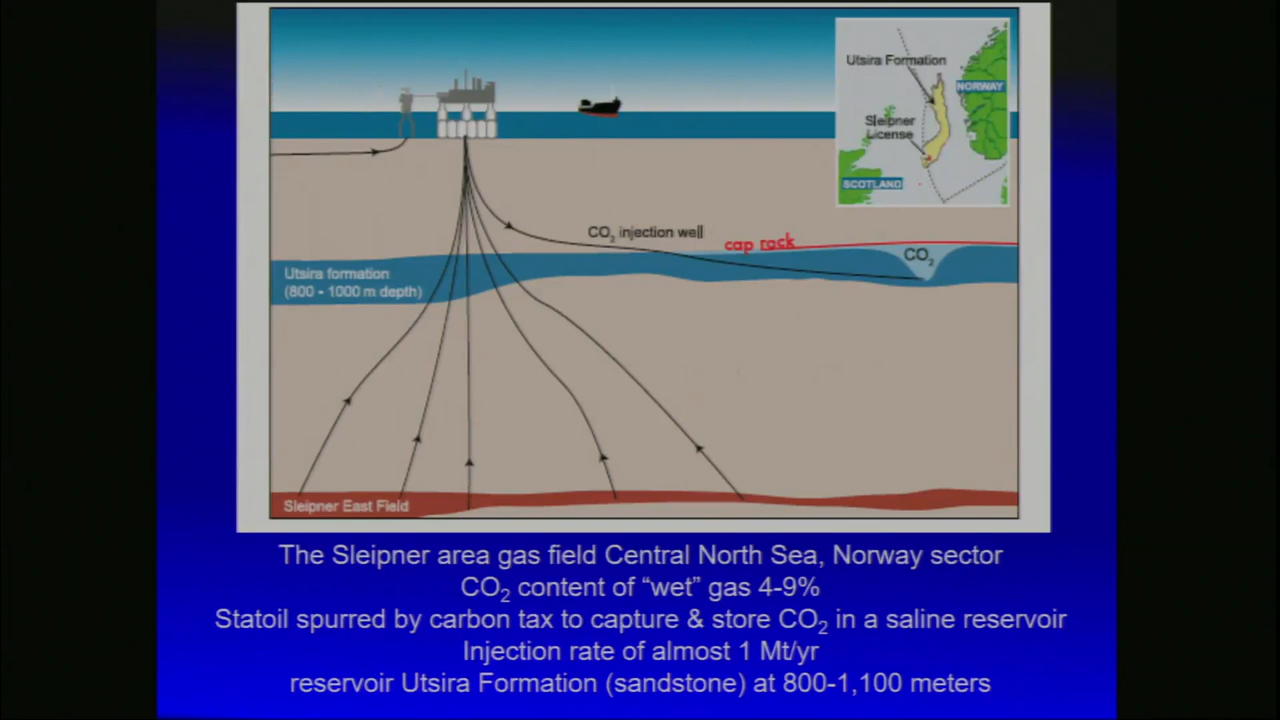 Utsira Formation
NORWAY
Sleipner
License
SCOTLAND
CO2 injection well
cap rock
CO2
Utsira formation
(800 - 1000 m depth)
Sleipner East Field
The Sleipner area gas field Central North Sea, Norway sector
CO2 content of “wet” gas 4-9%
Statoil spurred by carbon tax to capture & store CO2 in a saline reservoir
Injection rate of almost 1 Mt/yr
reservoir Utsira Formation (sandstone) at 800-1,100 meters